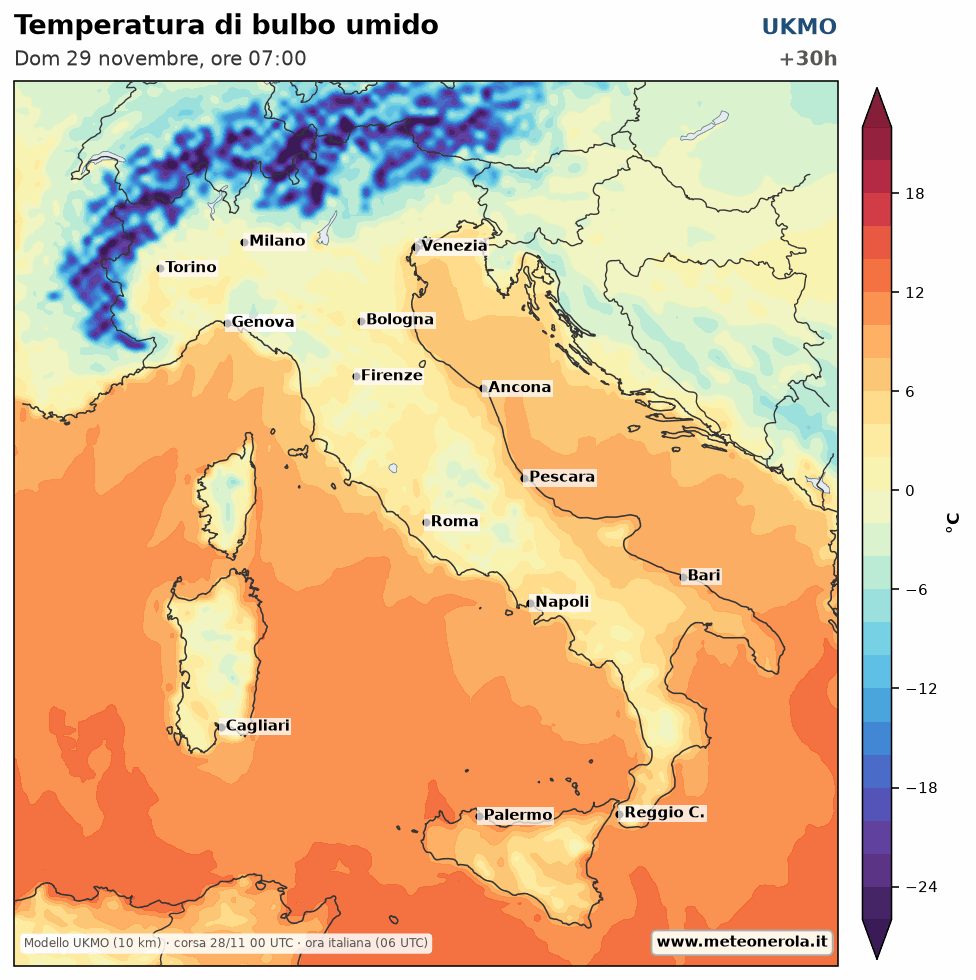 Temperatura di bulbo umido
UKMO
Dom 29 novembre, ore 07:00
+30h
Milano
Venezia
Torino
Genova
Bologna
Firenze
Ancona
Pescara
Roma
Bari
Napoli
Cagliari
Palermo
Reggio C.
18
12
6
0
−6
−12
−18
−24
°C
Modello UKMO (10 km) · corsa 28/11 00 UTC · ora italiana (06 UTC)
www.meteonerola.it